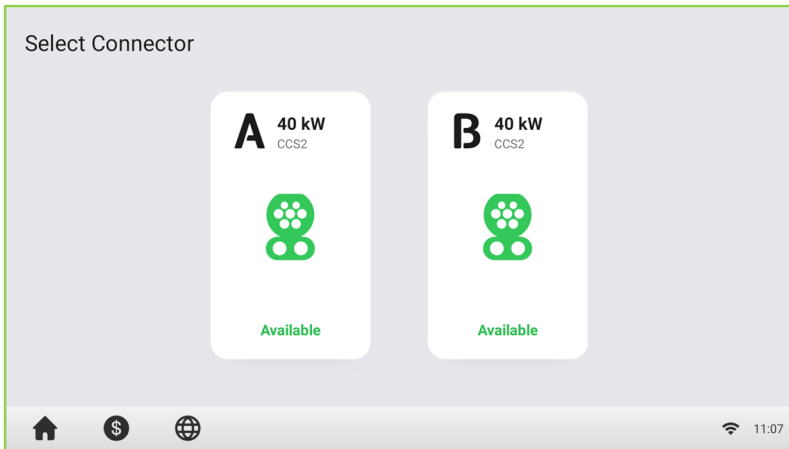 Select Connector
A
40 kW
CCS2
Available
B
40 kW
CCS2
Available
$
11:07